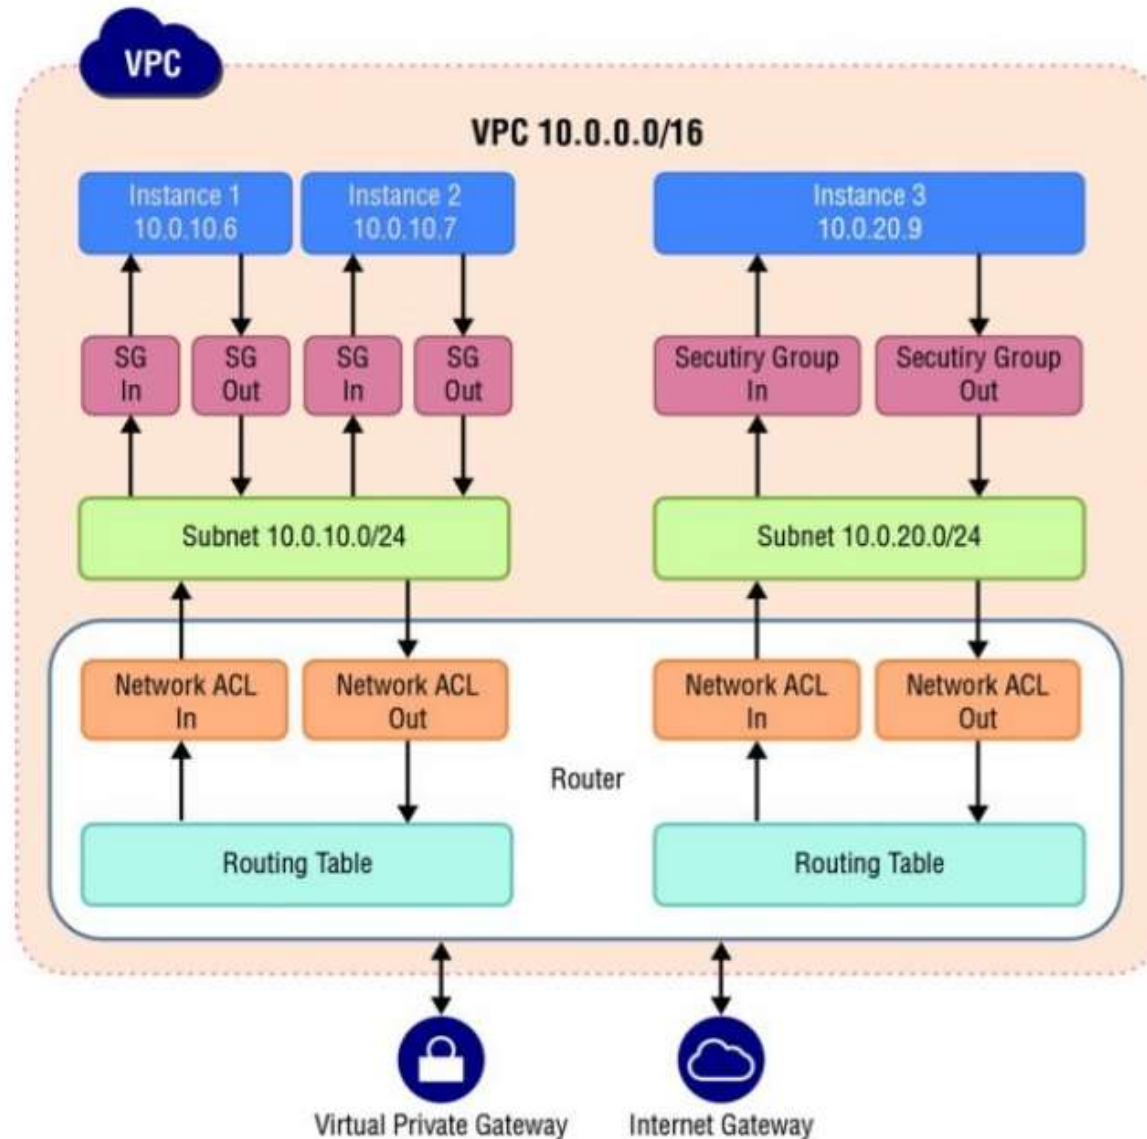 VPC
VPC 10.0.0.0/16
Instance 1
10.0.10.6
Instance 2
10.0.10.7
Instance 3
10.0.20.9
SG
In
SG
Out
SG
In
SG
Out
Secutiry Group
In
Secutiry Group
Out
Subnet 10.0.10.0/24
Subnet 10.0.20.0/24
Network ACL
In
Network ACL
Out
Network ACL
In
Network ACL
Out
Router
Routing Table
Routing Table
Virtual Private Gateway
Internet Gateway